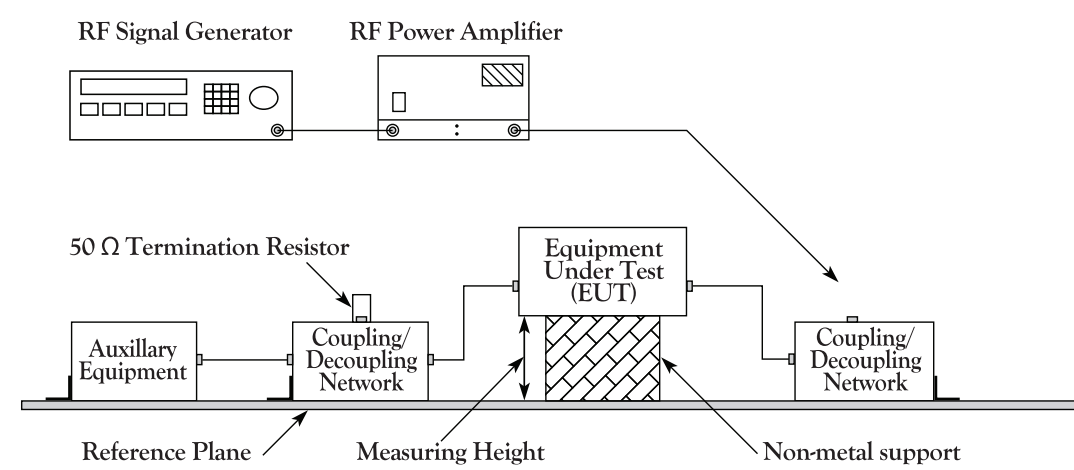 RF Signal Generator
RF Power Amplifier
50 Ω Termination Resistor
Equipment
Under Test
(EUT)
Auxillary
Equipment
Coupling/
Decoupling
Network
Coupling/
Decoupling
Network
Reference Plane
Measuring Height
Non-metal support